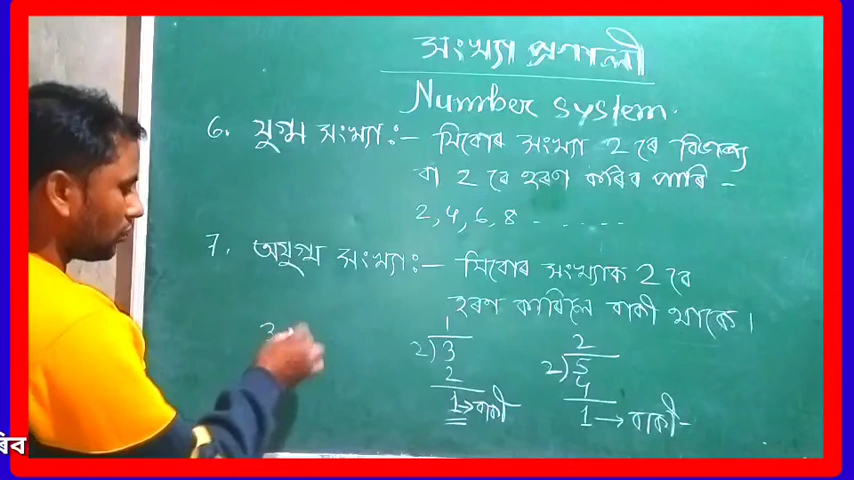 সংখ্যা প্ৰণালী
Number System
6. যুগ্ম সংখ্যা:- যিবোৰ সংখ্যা 2 ৰে বিভাজ্য
বা 2 ৰে হৰণ কৰিব পাৰি -
2, 4, 6, 8 - - - - - -
7. অযুগ্ম সংখ্যা:- যিবোৰ সংখ্যাক 2 ৰে
হৰণ কৰিলে বাকী থাকে।
1
2)3
2
1→বাকী
2
2)5
4
1→বাকী
3
ৰিব